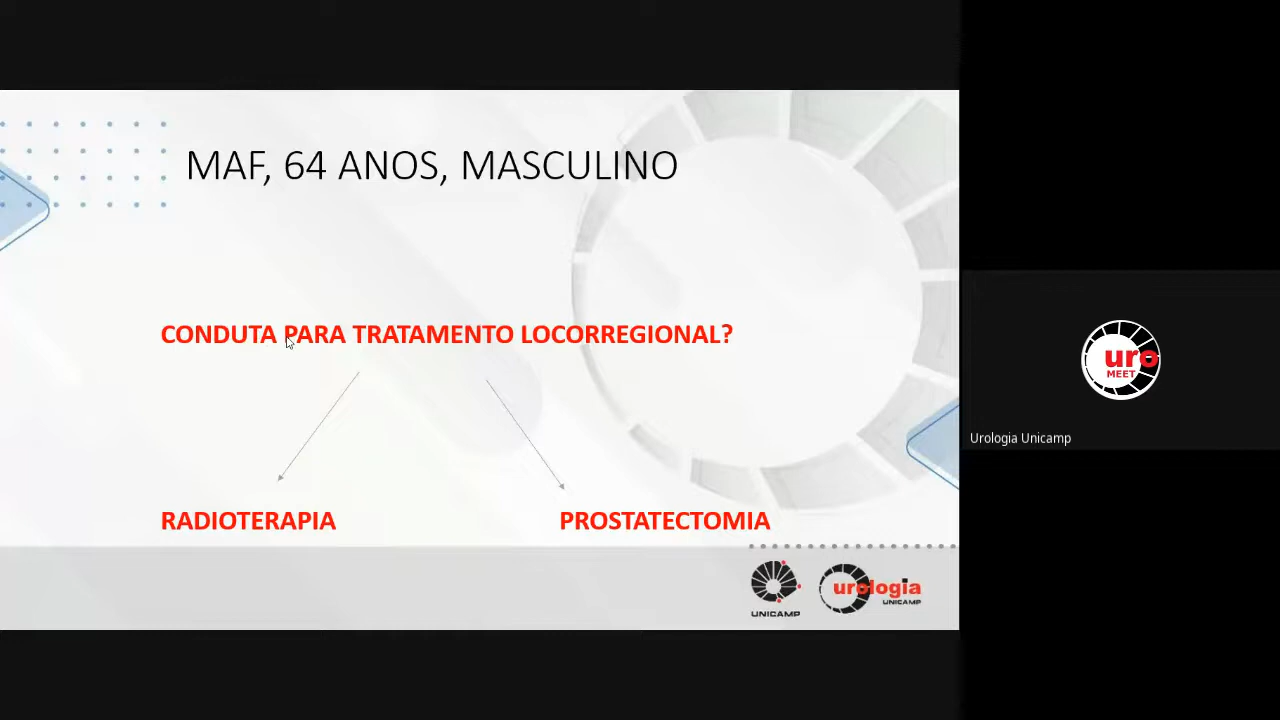 MAF, 64 ANOS, MASCULINO
CONDUTA PARA TRATAMENTO LOCORREGIONAL?
RADIOTERAPIA
PROSTATECTOMIA
UNICAMP
urologia
UNICAMP
uro
MEET
Urologia Unicamp